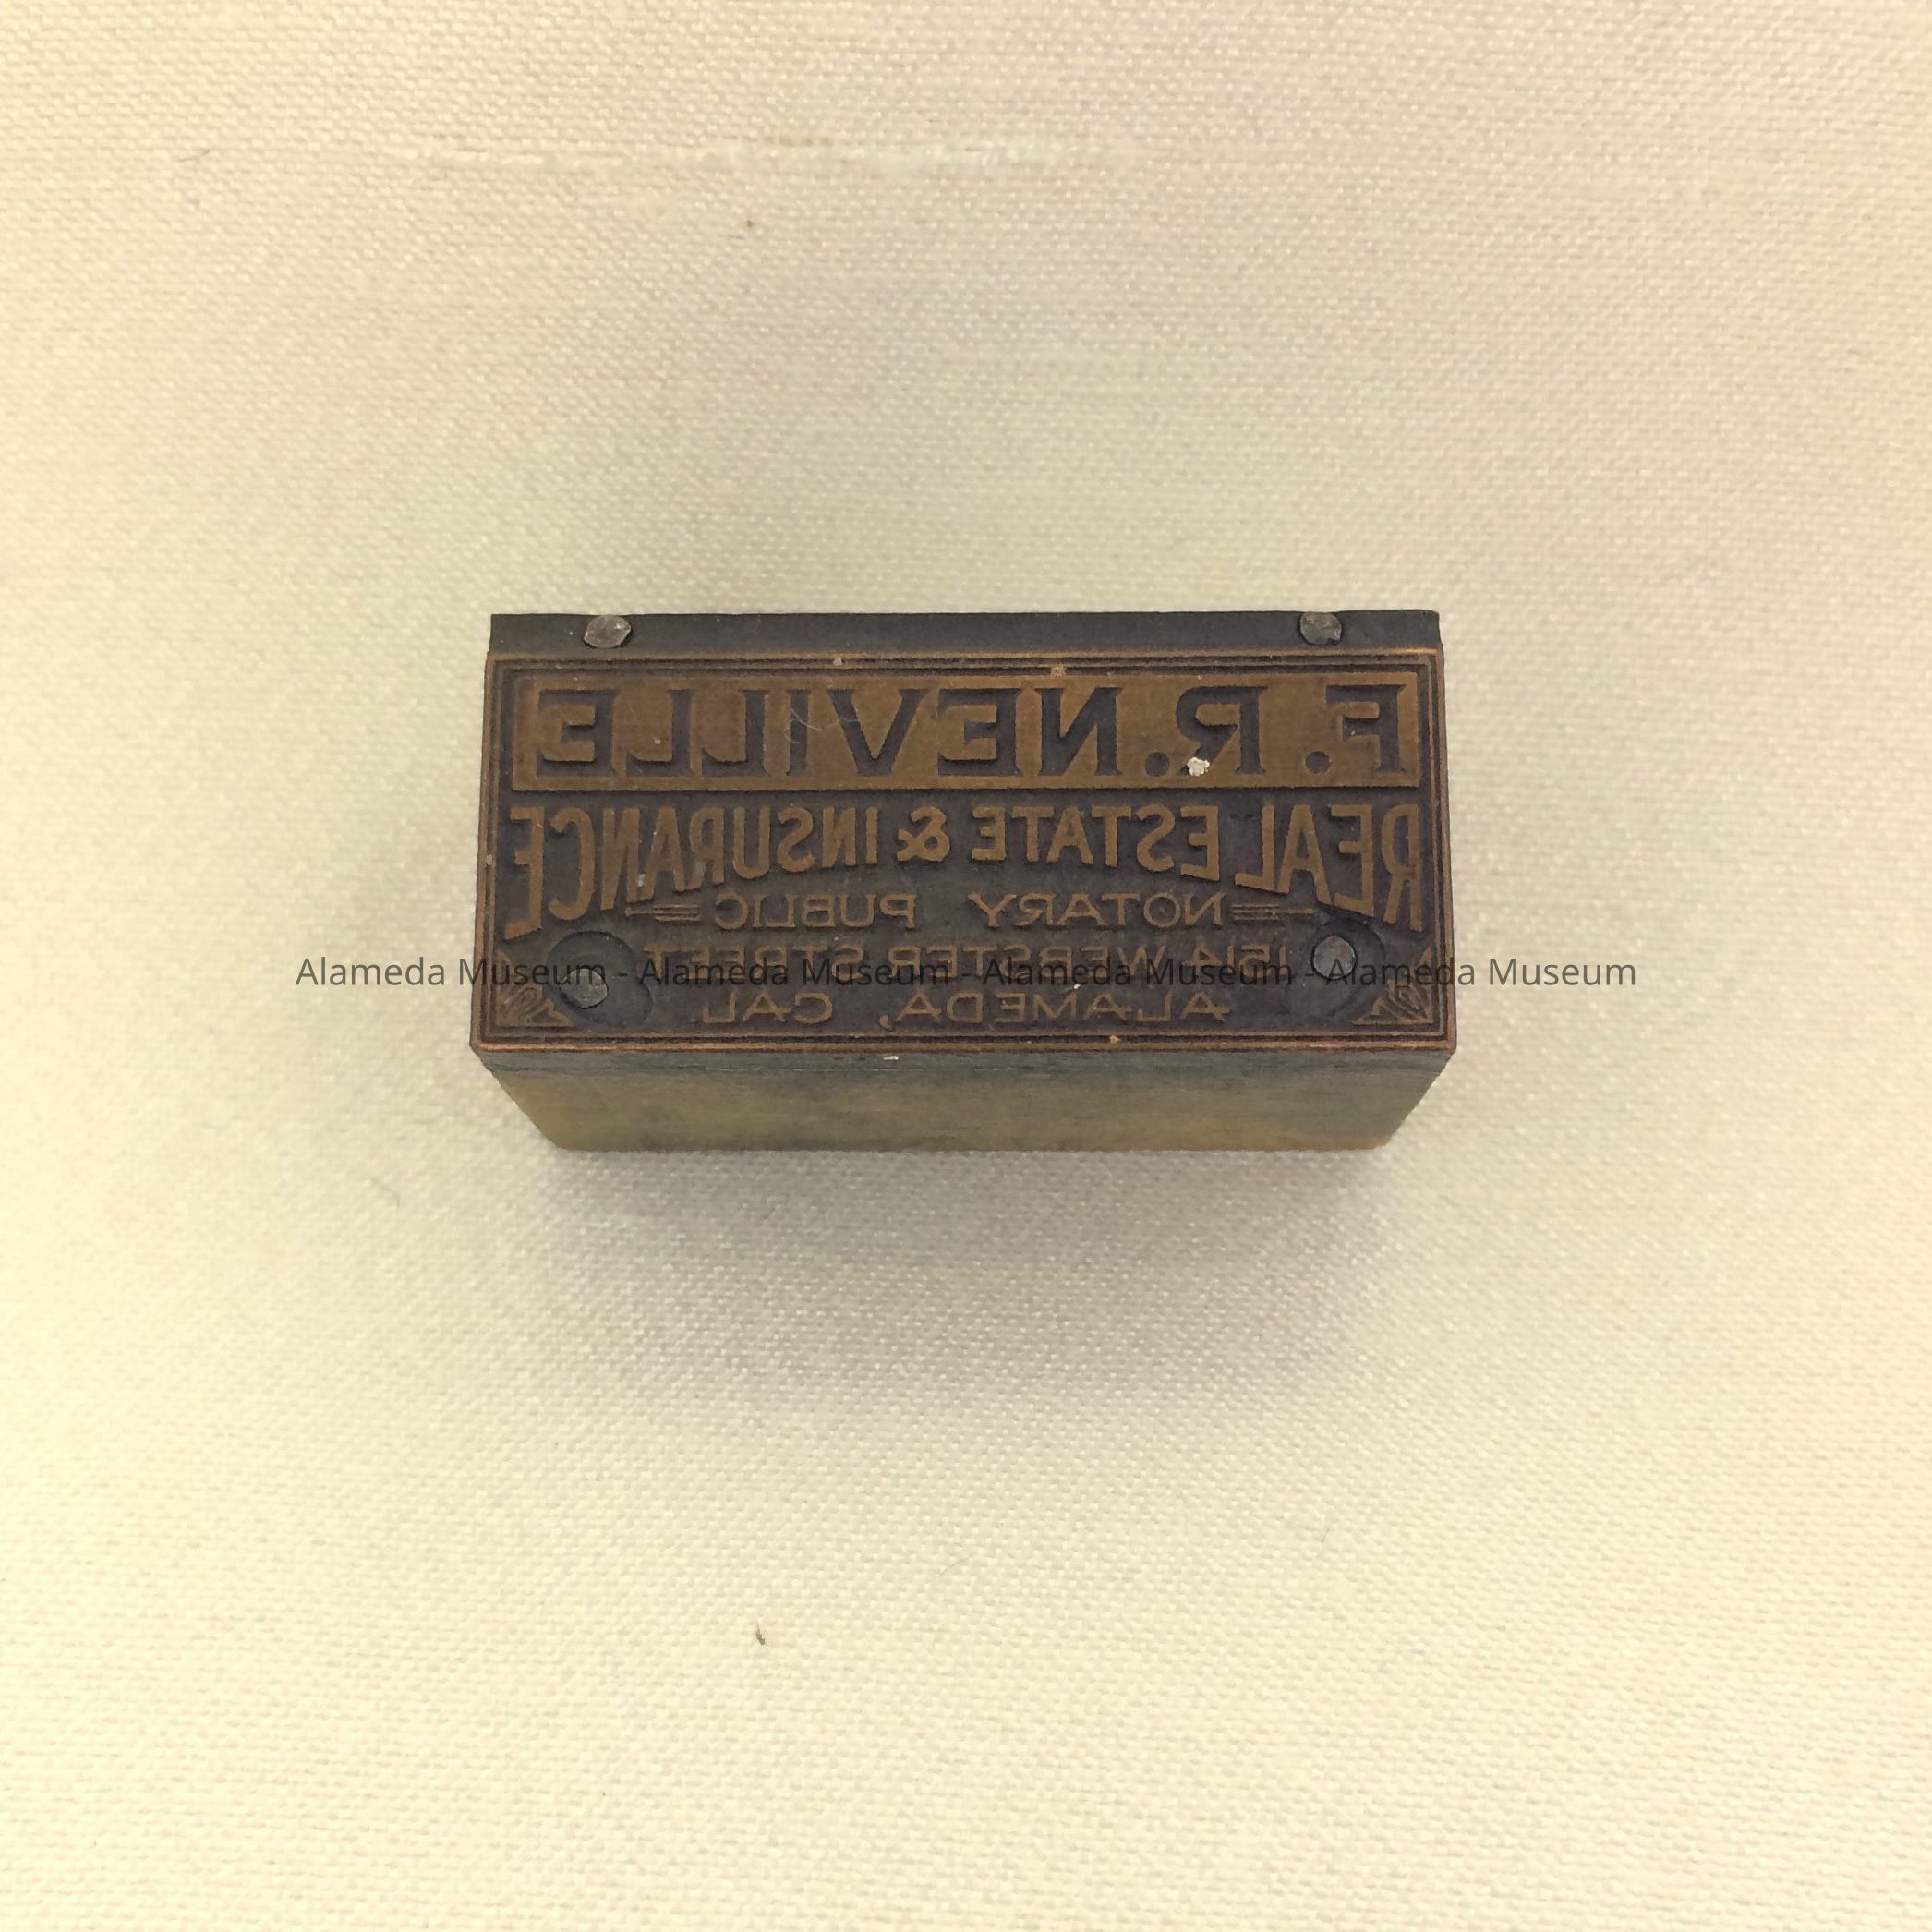 F. R. NEVILLE
REAL ESTATE & INSURANCE
NOTARY PUBLIC
1514 WEBSTER STREET
Alameda Museum - Alameda Museum - Alameda Museum - Alameda Museum
ALAMEDA, CAL.